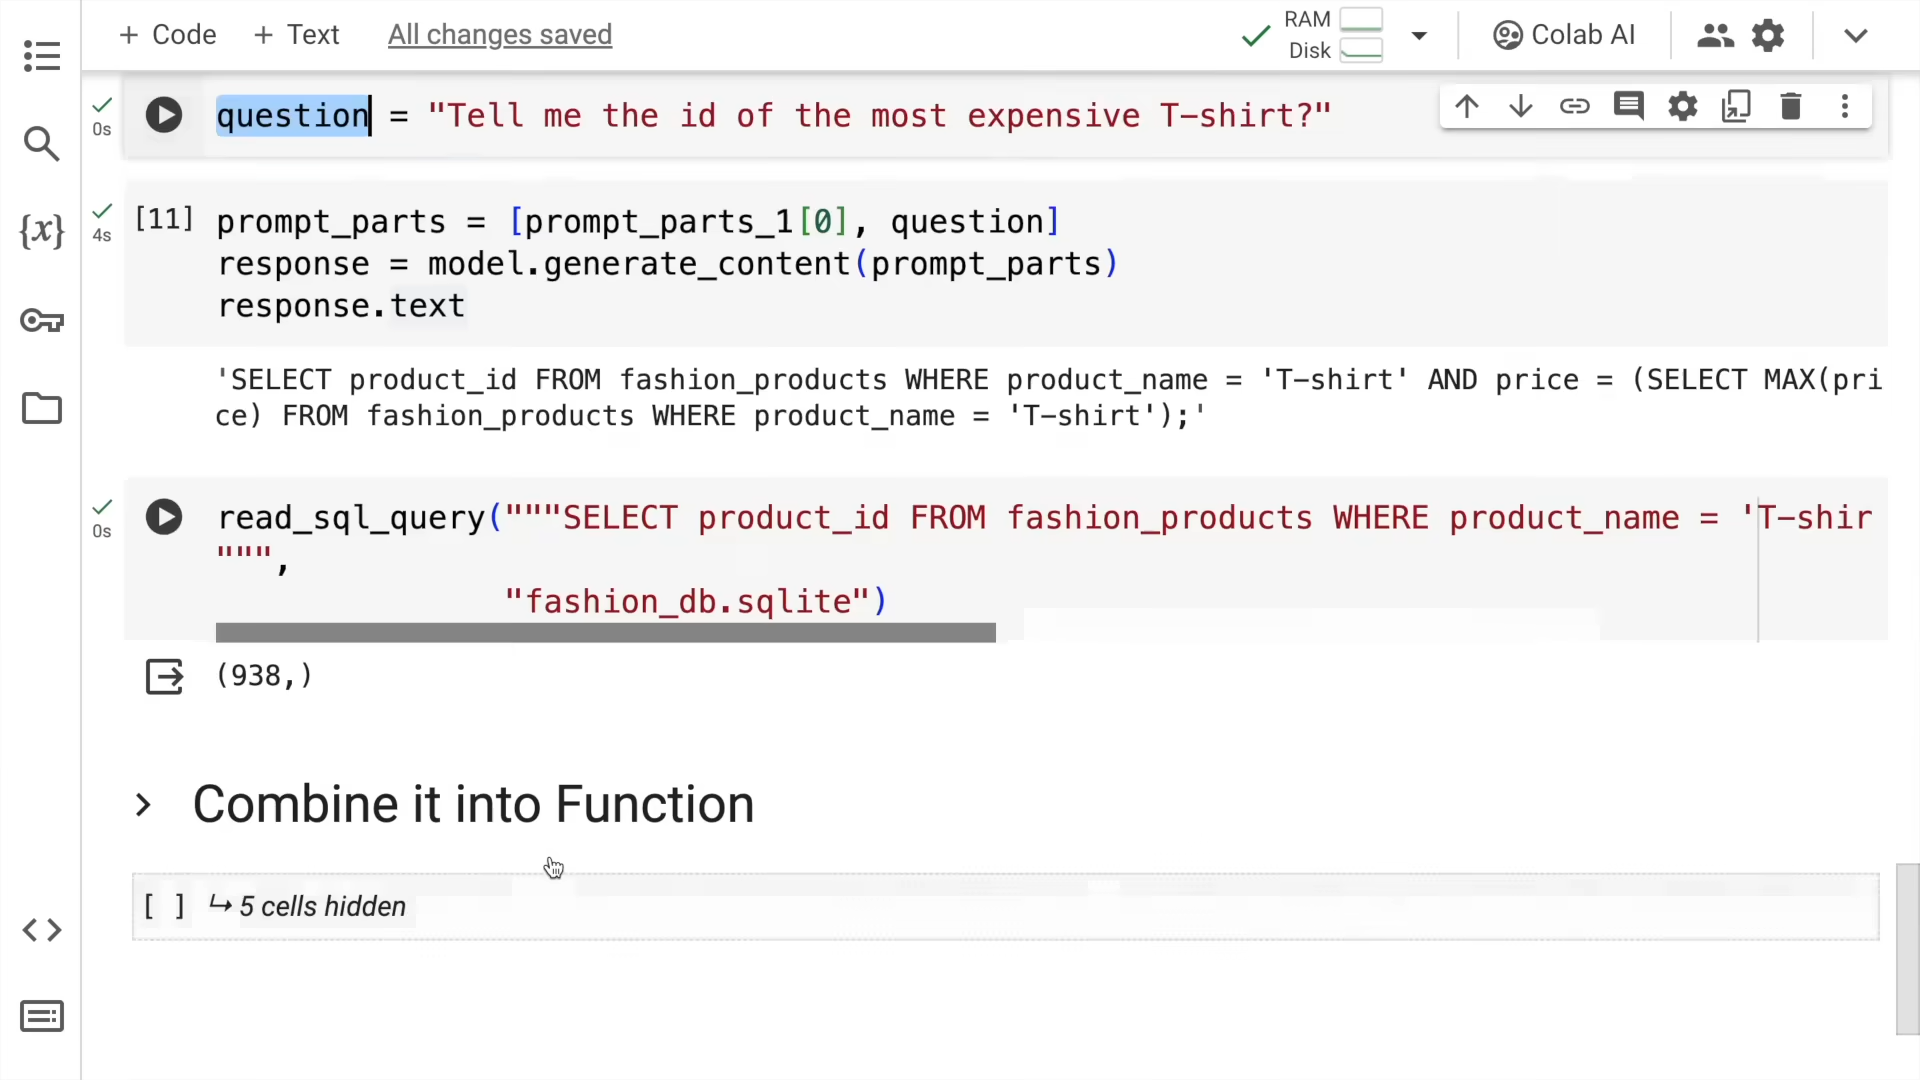 + Code + Text All changes saved RAM Disk Colab AI
0s question = "Tell me the id of the most expensive T-shirt?"
4s [11] prompt_parts = [prompt_parts_1[0], question]
response = model.generate_content(prompt_parts)
response.text
'SELECT product_id FROM fashion_products WHERE product_name = 'T-shirt' AND price = (SELECT MAX(pri
ce) FROM fashion_products WHERE product_name = 'T-shirt');'
0s read_sql_query("""SELECT product_id FROM fashion_products WHERE product_name = 'T-shir
""",
"fashion_db.sqlite")
(938,)
Combine it into Function
[ ] ↳ 5 cells hidden
{x}